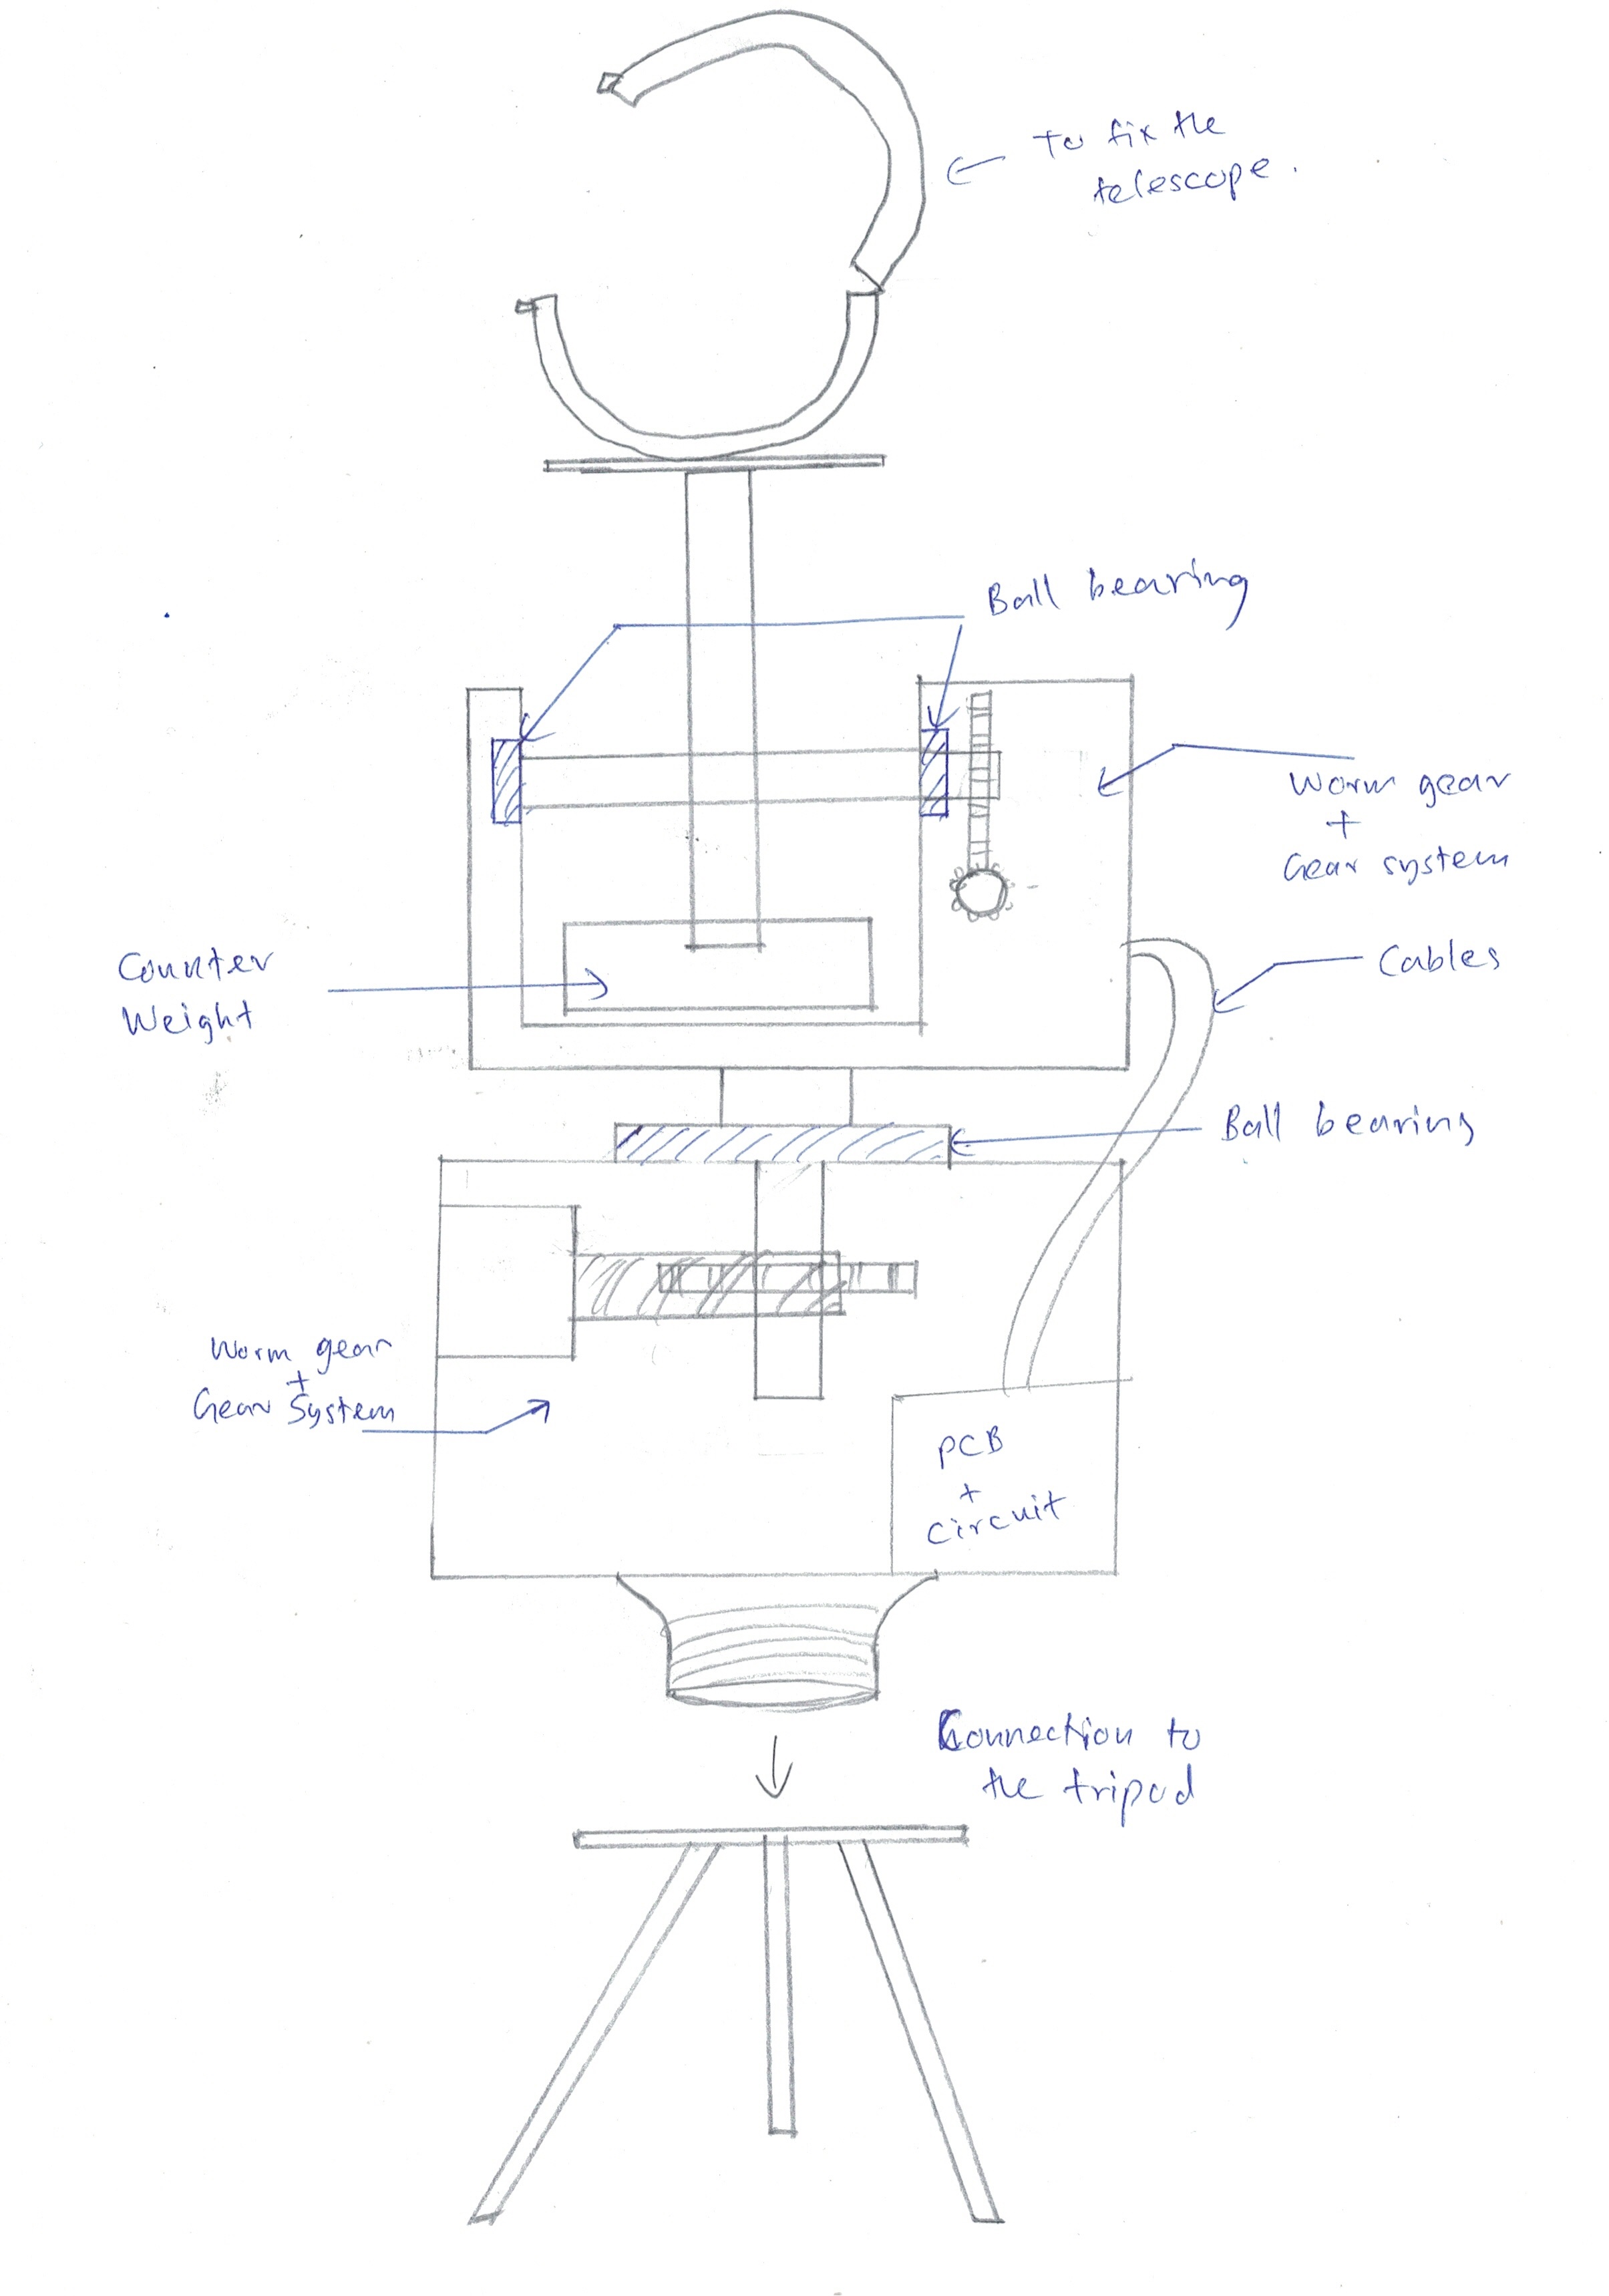 To fix the
telescope.
Ball bearing
Worm gear
+
Gear system
Counter
Weight
Cables
Ball bearing
Worm gear
+
Gear System
PCB
+
Circuit
Connection to
the tripod